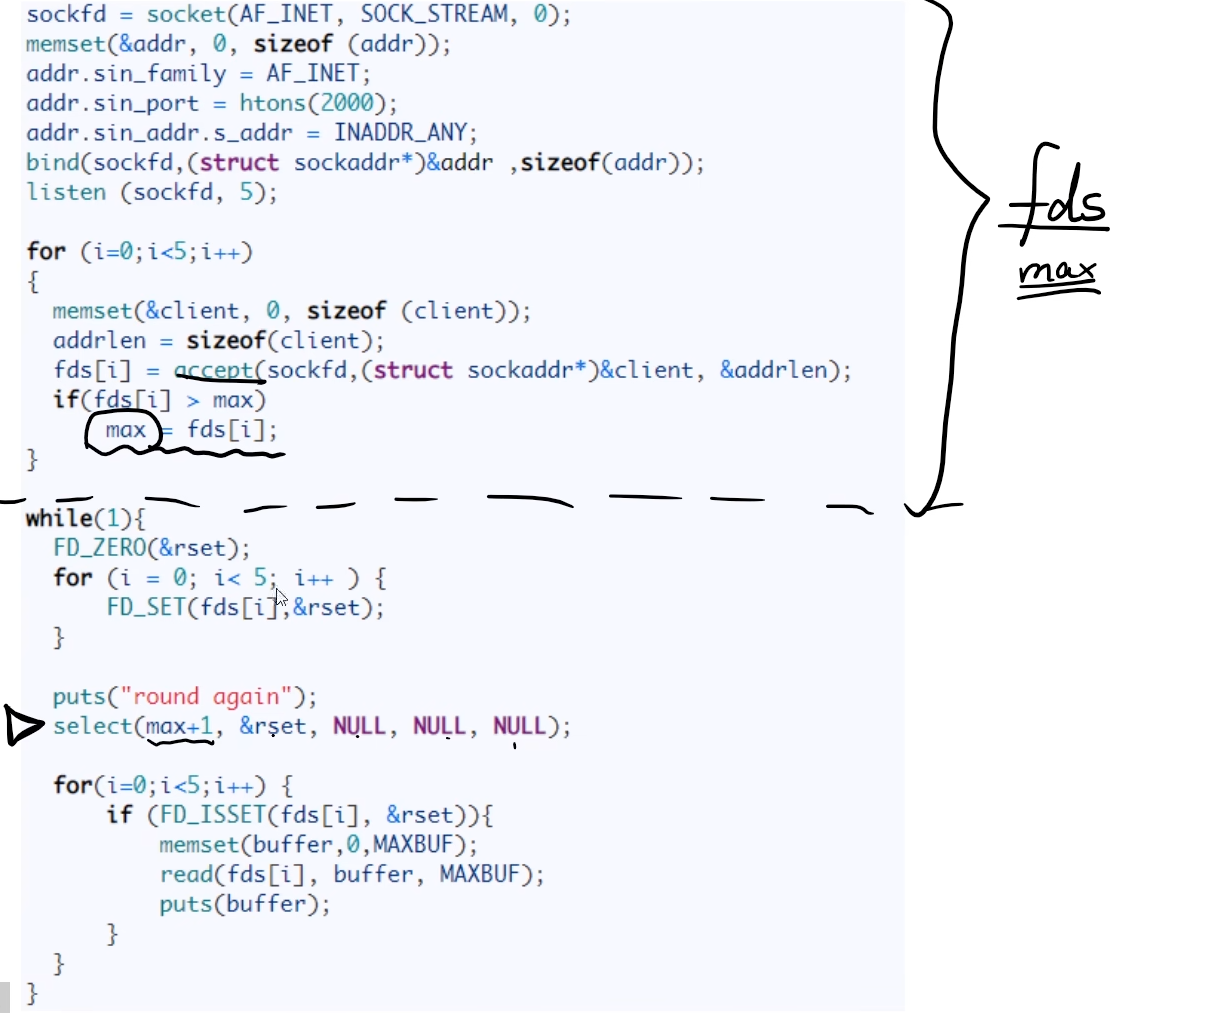 sockfd = socket(AF_INET, SOCK_STREAM, 0);
memset(&addr, 0, sizeof (addr));
addr.sin_family = AF_INET;
addr.sin_port = htons(2000);
addr.sin_addr.s_addr = INADDR_ANY;
bind(sockfd,(struct sockaddr*)&addr ,sizeof(addr));
listen (sockfd, 5);
for (i=0;i<5;i++)
{
memset(&client, 0, sizeof (client));
addrlen = sizeof(client);
fds[i] = accept(sockfd,(struct sockaddr*)&client, &addrlen);
if(fds[i] > max)
max = fds[i];
}
while(1){
FD_ZERO(&rset);
for (i = 0; i< 5; i++ ) {
FD_SET(fds[i],&rset);
}
puts("round again");
select(max+1, &rset, NULL, NULL, NULL);
for(i=0;i<5;i++) {
if (FD_ISSET(fds[i], &rset)){
memset(buffer,0,MAXBUF);
read(fds[i], buffer, MAXBUF);
puts(buffer);
}
}
}
fds
max